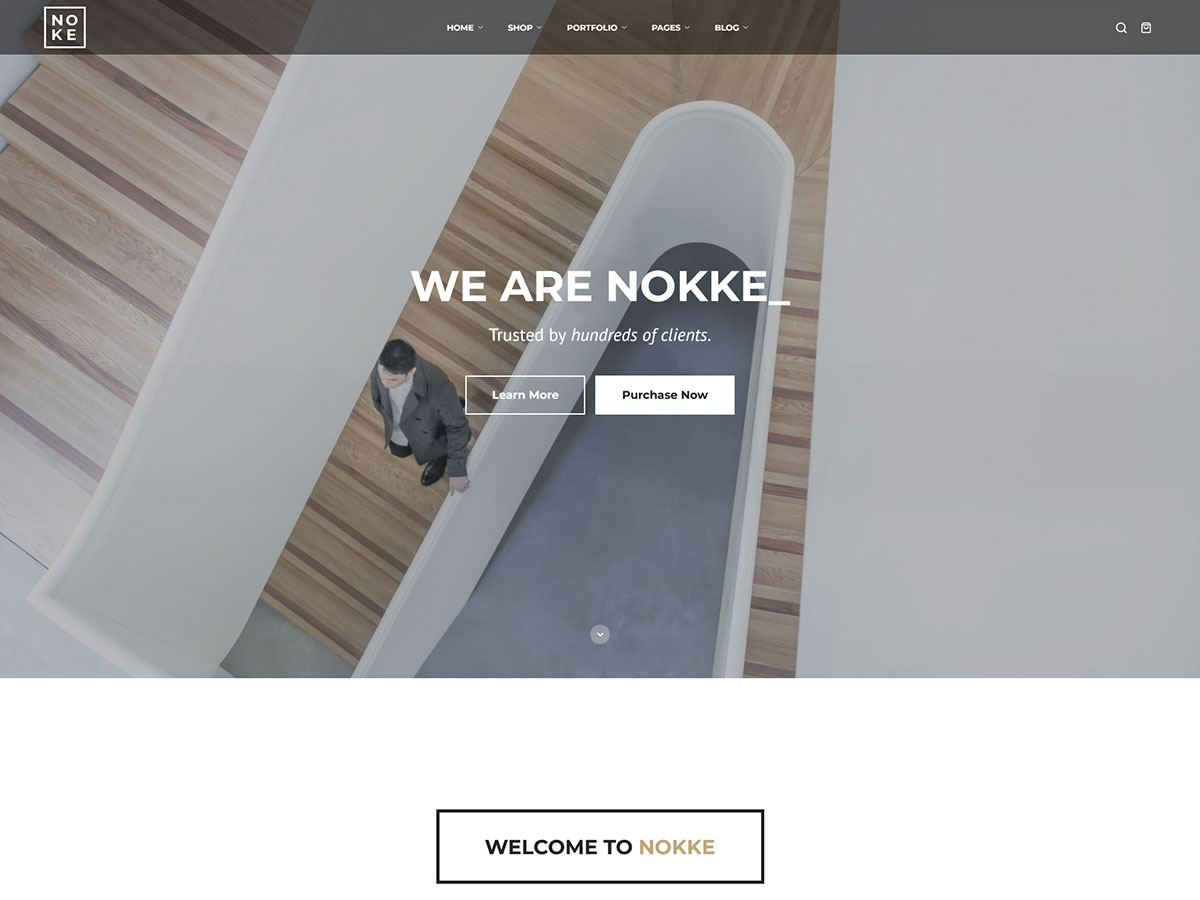 NO
KE
HOME SHOP PORTFOLIO PAGES BLOG
WE ARE NOKKE_
Trusted by hundreds of clients.
Learn More Purchase Now
WELCOME TO NOKKE